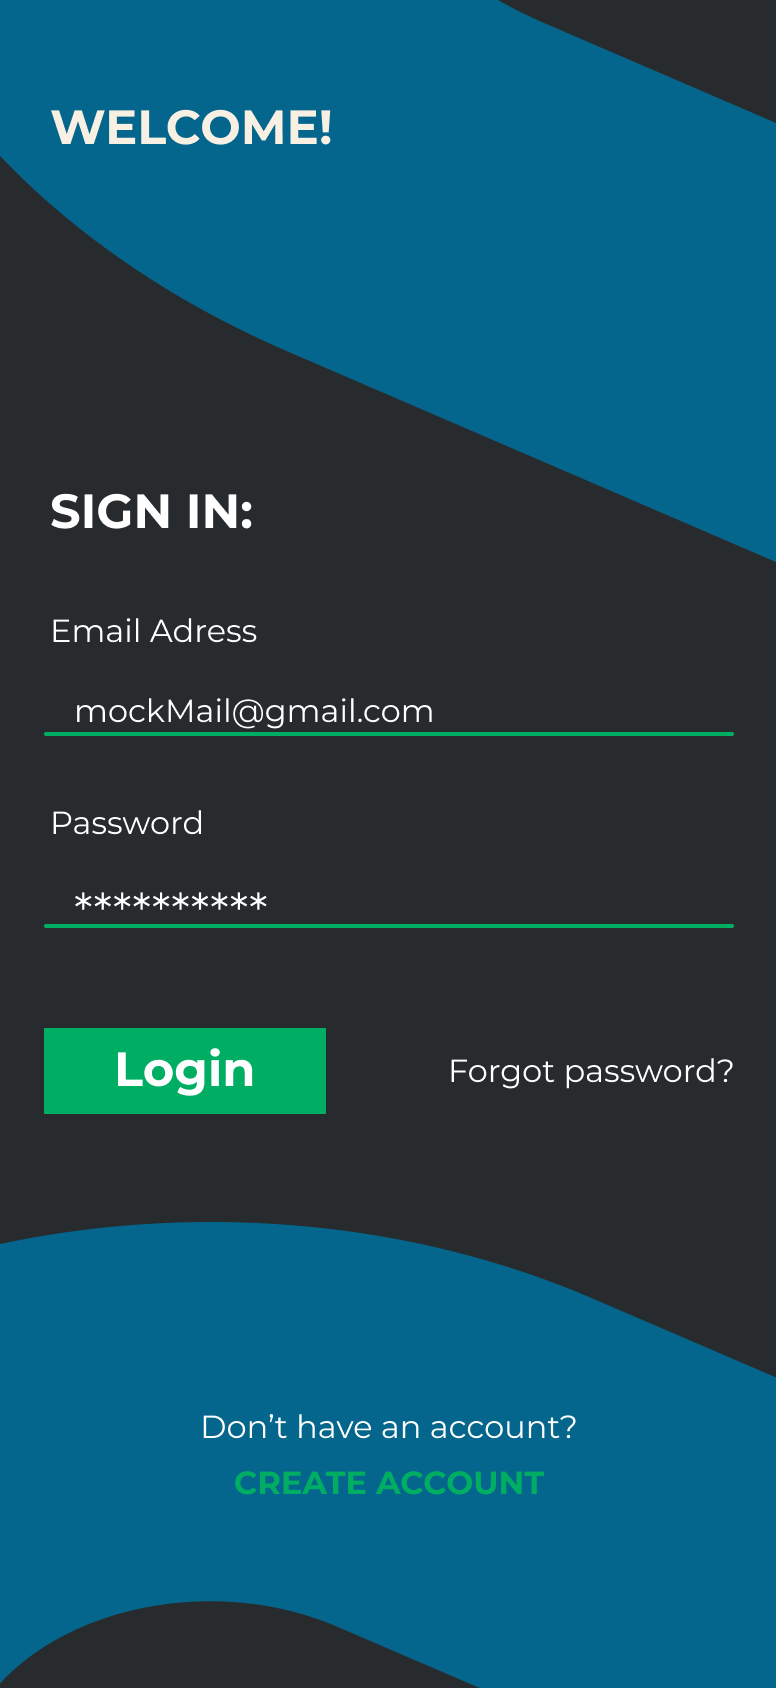 WELCOME!
SIGN IN:
Email Adress
mockMail@gmail.com
Password
**********
Login
Forgot password?
Don’t have an account?
CREATE ACCOUNT